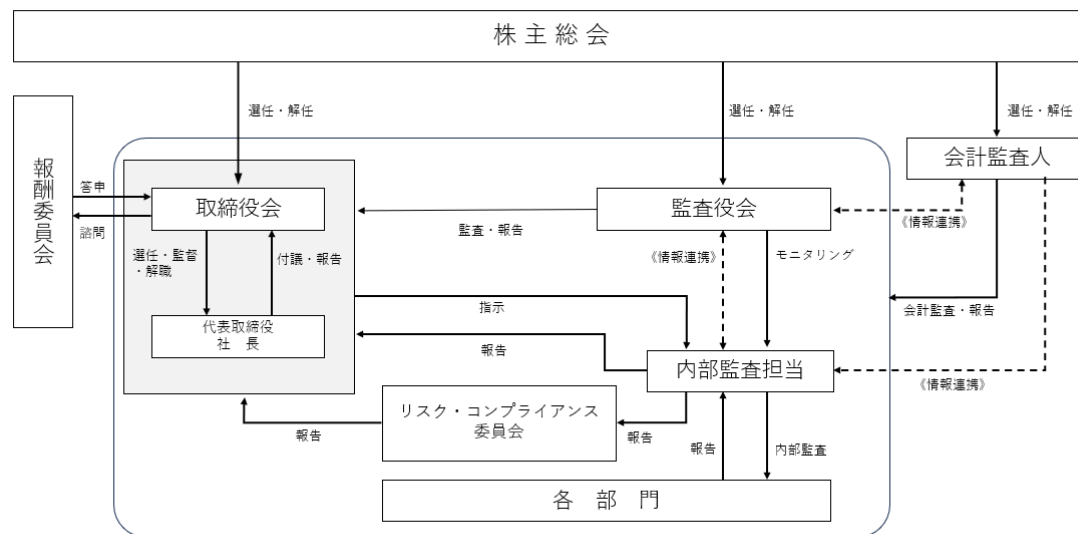 株 主 総 会
選任・解任
選任・解任
選任・解任
報酬委員会
答申
諮問
取締役会
監査役会
会計監査人
監査・報告
《情報連携》
選任・監督
・解職
付議・報告
《情報連携》
モニタリング
代表取締役
社　長
指示
会計監査・報告
報告
内部監査担当
《情報連携》
リスク・コンプライアンス
委員会
報告
報告
報告
内部監査
各　部　門